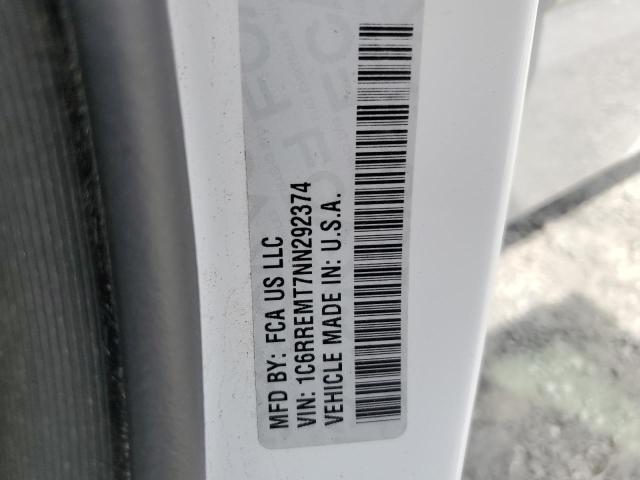 MFD BY: FCA US LLC
VIN: 1C6RREMT7NN292374
VEHICLE MADE IN: U.S.A.